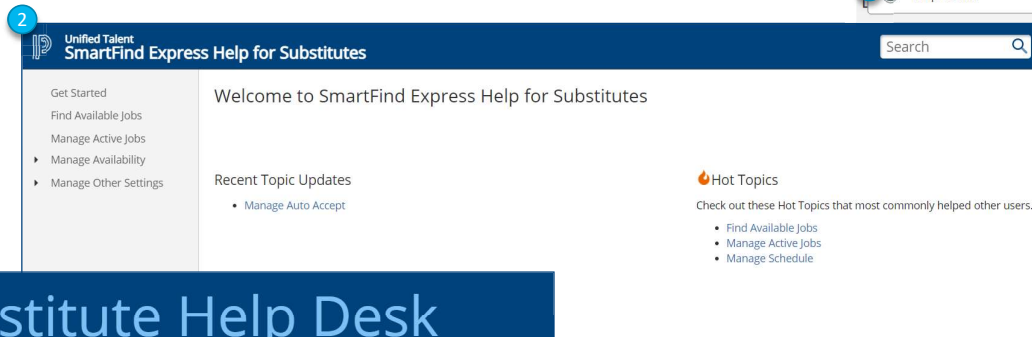 2
Unified Talent
SmartFind Express Help for Substitutes
Search
Get Started
Find Available Jobs
Manage Active Jobs
Manage Availability
Manage Other Settings
Welcome to SmartFind Express Help for Substitutes
Recent Topic Updates
• Manage Auto Accept
Hot Topics
Check out these Hot Topics that most commonly helped other users.
• Find Available Jobs
• Manage Active Jobs
• Manage Schedule
stitute Help Desk